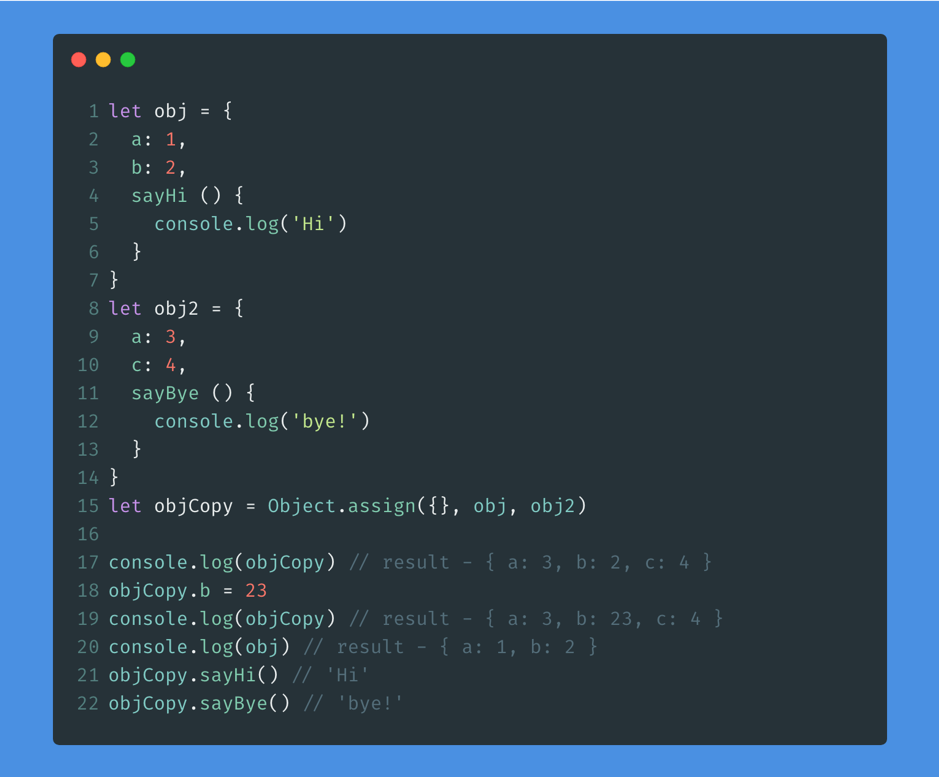 1 let obj = {
2   a: 1,
3   b: 2,
4   sayHi () {
5     console.log('Hi')
6   }
7 }
8 let obj2 = {
9   a: 3,
10   c: 4,
11   sayBye () {
12     console.log('bye!')
13   }
14 }
15 let objCopy = Object.assign({}, obj, obj2)
16
17 console.log(objCopy) // result - { a: 3, b: 2, c: 4 }
18 objCopy.b = 23
19 console.log(objCopy) // result - { a: 3, b: 23, c: 4 }
20 console.log(obj) // result - { a: 1, b: 2 }
21 objCopy.sayHi() // 'Hi'
22 objCopy.sayBye() // 'bye!'